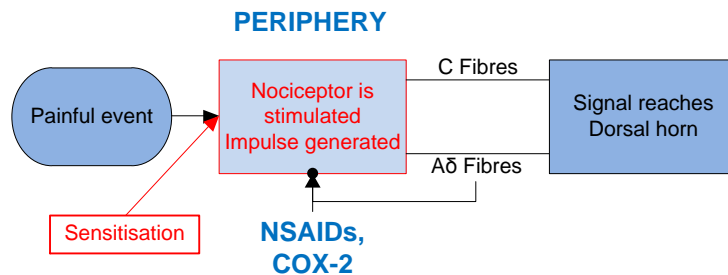 PERIPHERY
Painful event
Nociceptor is
stimulated
Impulse generated
C Fibres
Aδ Fibres
Signal reaches
Dorsal horn
Sensitisation
NSAIDs,
COX-2